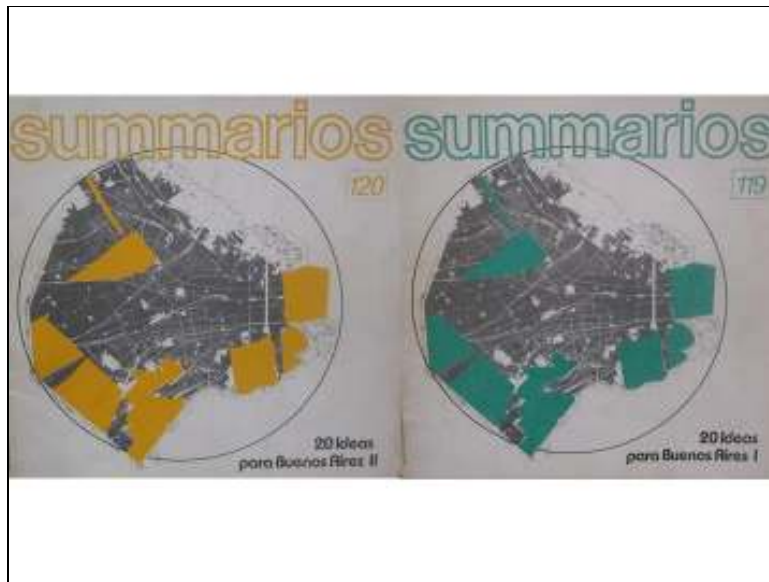 summarios
120
20 Ideas
para Buenos Aires II
summarios
119
20 Ideas
para Buenos Aires I